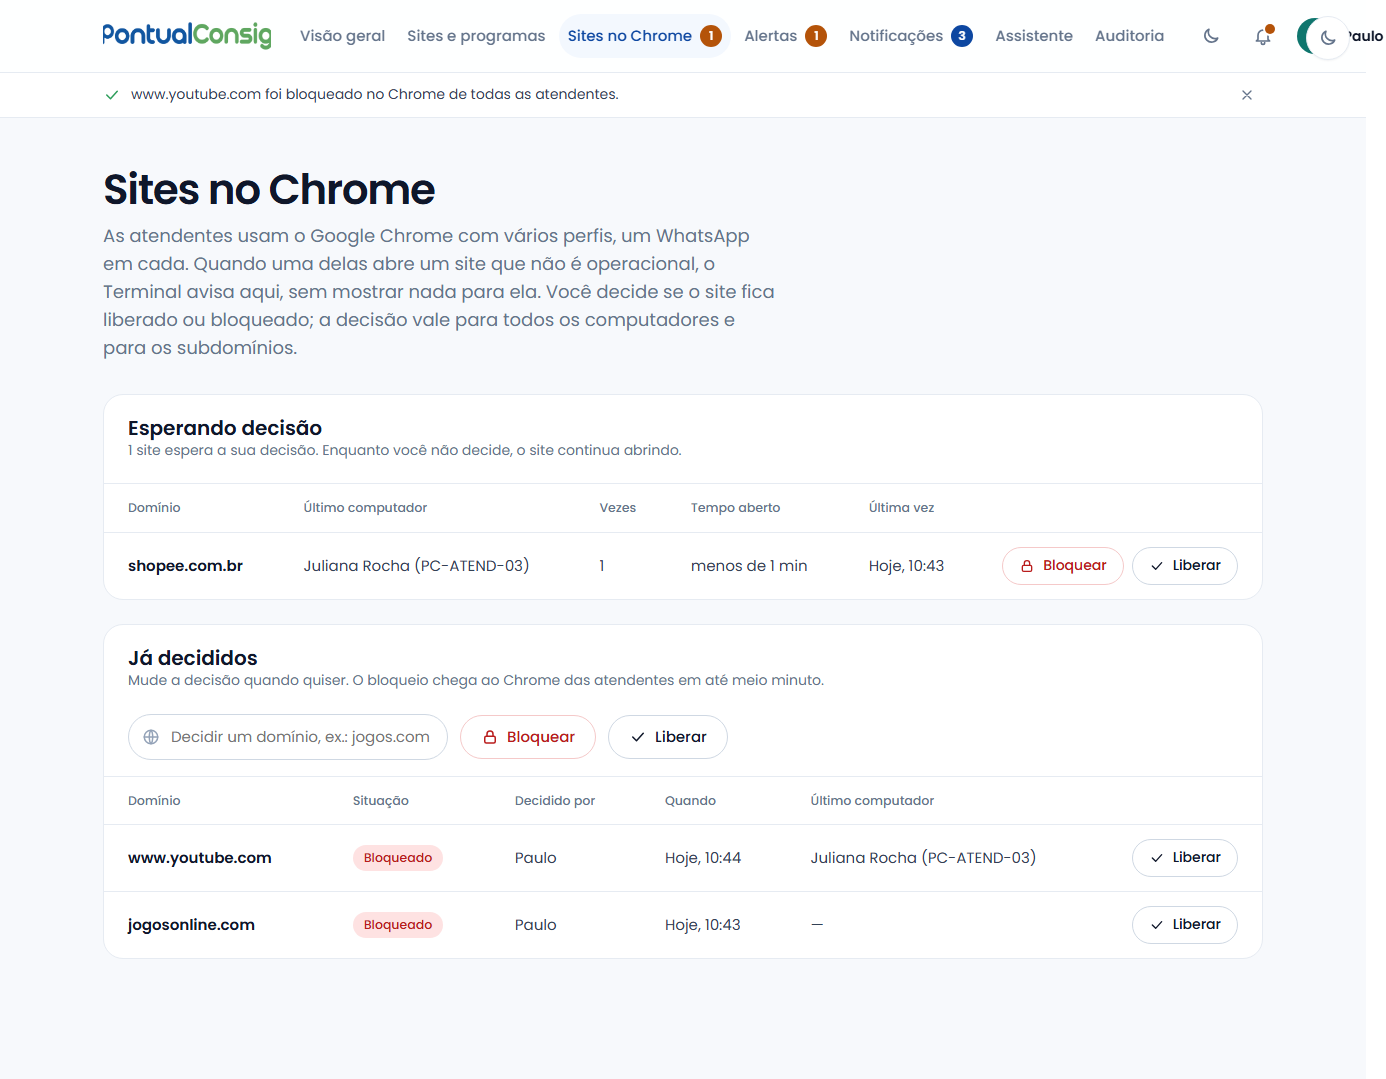 PontualConsig
Visão geral
Sites e programas
Sites no Chrome 1
Alertas 1
Notificações 3
Assistente
Auditoria
Paulo
www.youtube.com foi bloqueado no Chrome de todas as atendentes.
Sites no Chrome
As atendentes usam o Google Chrome com vários perfis, um WhatsApp
em cada. Quando uma delas abre um site que não é operacional, o
Terminal avisa aqui, sem mostrar nada para ela. Você decide se o site fica
liberado ou bloqueado; a decisão vale para todos os computadores e
para os subdomínios.
Esperando decisão
1 site espera a sua decisão. Enquanto você não decide, o site continua abrindo.
Domínio Último computador Vezes Tempo aberto Última vez
shopee.com.br Juliana Rocha (PC-ATEND-03) 1 menos de 1 min Hoje, 10:43 Bloquear Liberar
Já decididos
Mude a decisão quando quiser. O bloqueio chega ao Chrome das atendentes em até meio minuto.
Decidir um domínio, ex.: jogos.com Bloquear Liberar
Domínio Situação Decidido por Quando Último computador
www.youtube.com Bloqueado Paulo Hoje, 10:44 Juliana Rocha (PC-ATEND-03) Liberar
jogosonline.com Bloqueado Paulo Hoje, 10:43 — Liberar